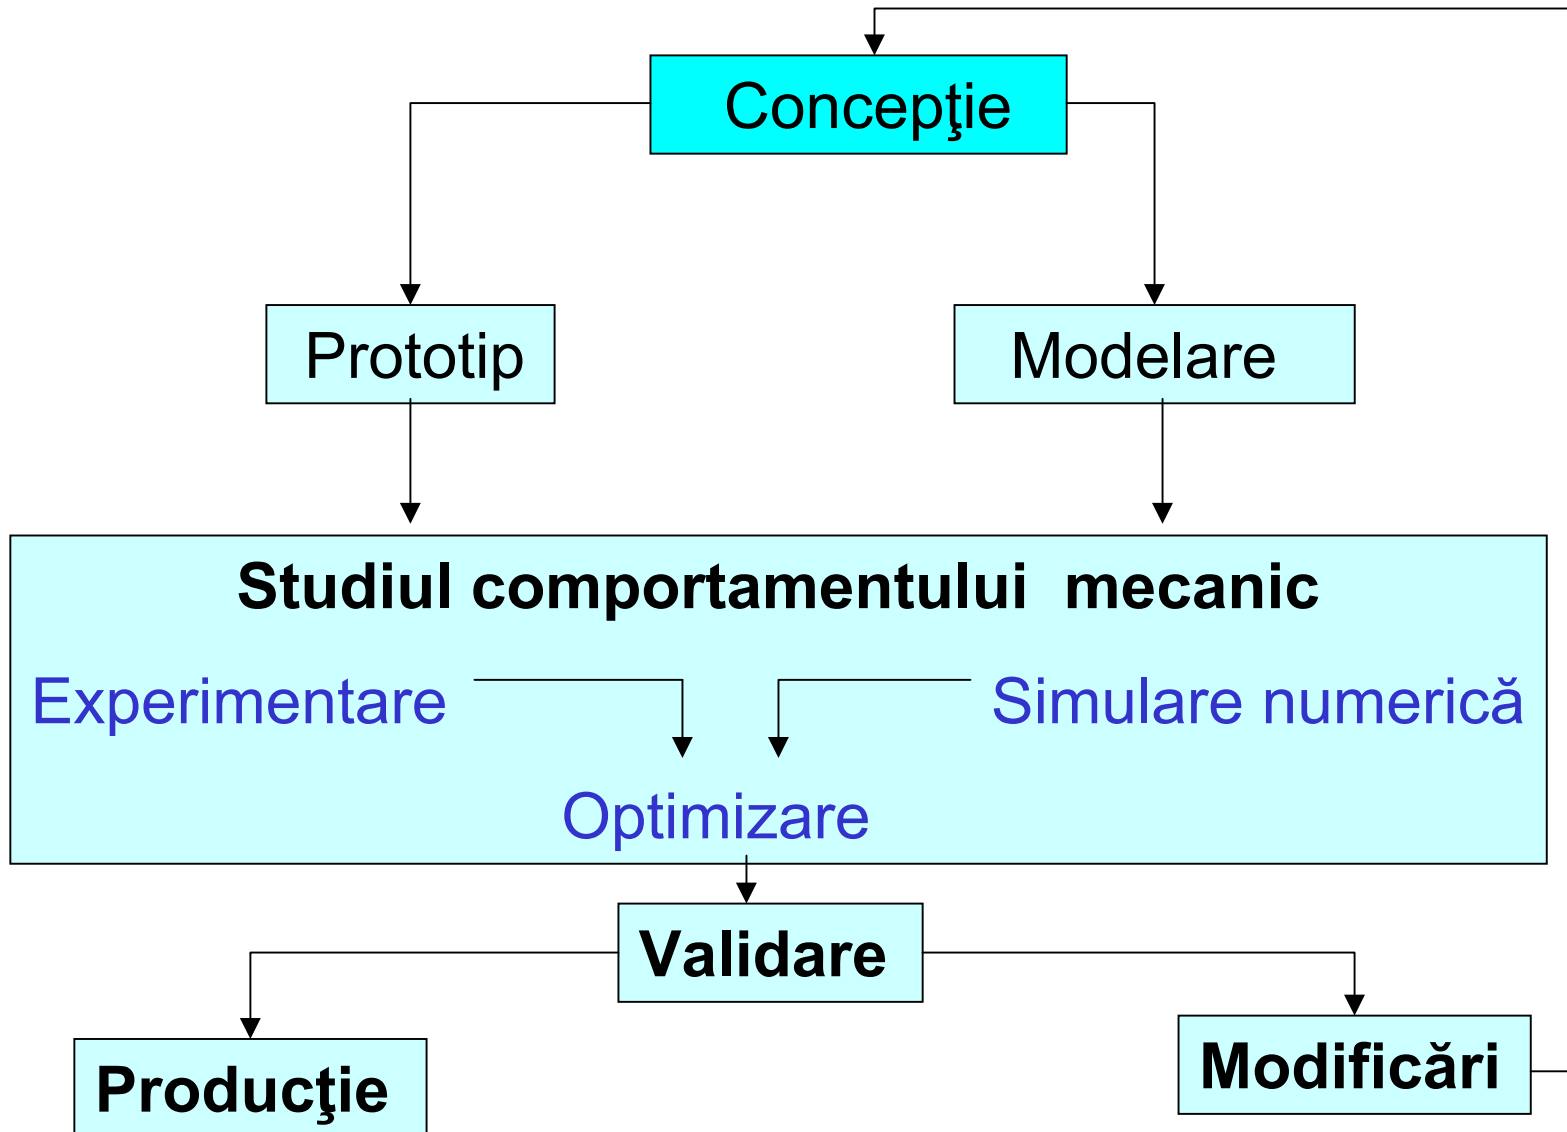 Concepţie
Prototip
Modelare
Studiul comportamentului mecanic
Experimentare
Simulare numerică
Optimizare
Validare
Producţie
Modificări